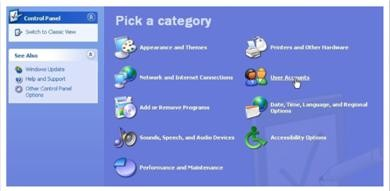 Control Panel
Switch to Classic View
See Also
Windows Update
Help and Support
Other Control Panel
Options
Pick a category
Appearance and Themes
Printers and Other Hardware
Network and Internet Connections
User Accounts
Add or Remove Programs
Date, Time, Language, and Regional
Options
Sounds, Speech, and Audio Devices
Accessibility Options
Performance and Maintenance